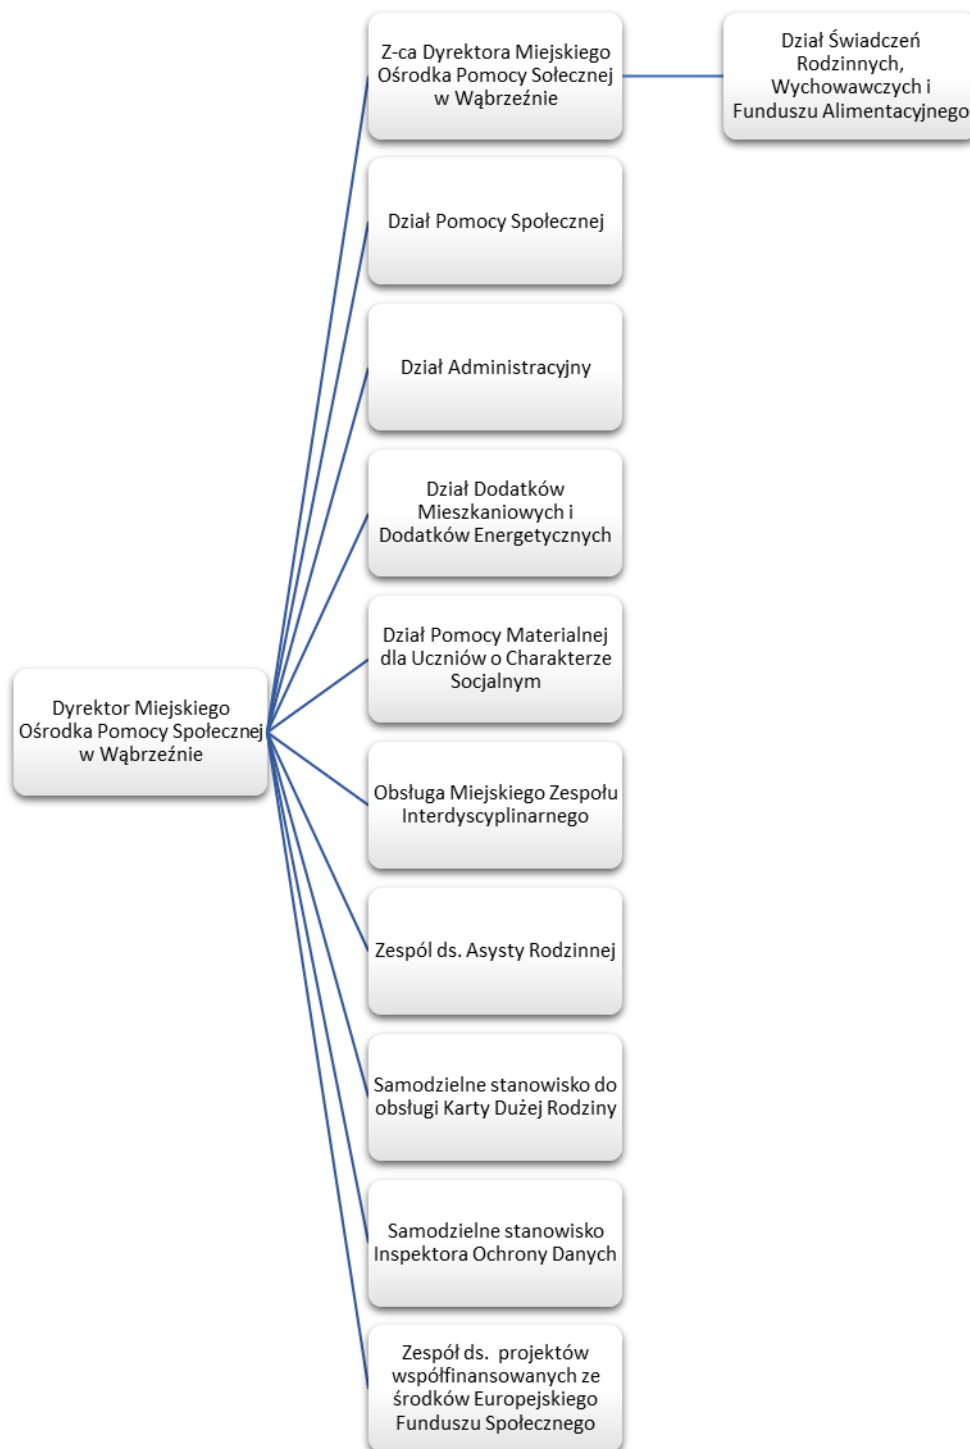 Z-ca Dyrektora Miejskiego
Ośrodka Pomocy Sołecznej
w Wąbrzeźnie
Dział Świadczeń
Rodzinnych,
Wychowawczych i
Funduszu Alimentacyjnego
Dział Pomocy Społecznej
Dział Administracyjny
Dział Dodatków
Mieszkaniowych i
Dodatków Energetycznych
Dział Pomocy Materialnej
dla Uczniów o Charakterze
Socjalnym
Dyrektor Miejskiego
Ośrodka Pomocy Społecznej
w Wąbrzeźnie
Obsługa Miejskiego Zespołu
Interdyscyplinarnego
Zespól ds. Asysty Rodzinnej
Samodzielne stanowisko do
obsługi Karty Dużej Rodziny
Samodzielne stanowisko
Inspektora Ochrony Danych
Zespół ds. projektów
współfinansowanych ze
środków Europejskiego
Funduszu Społecznego